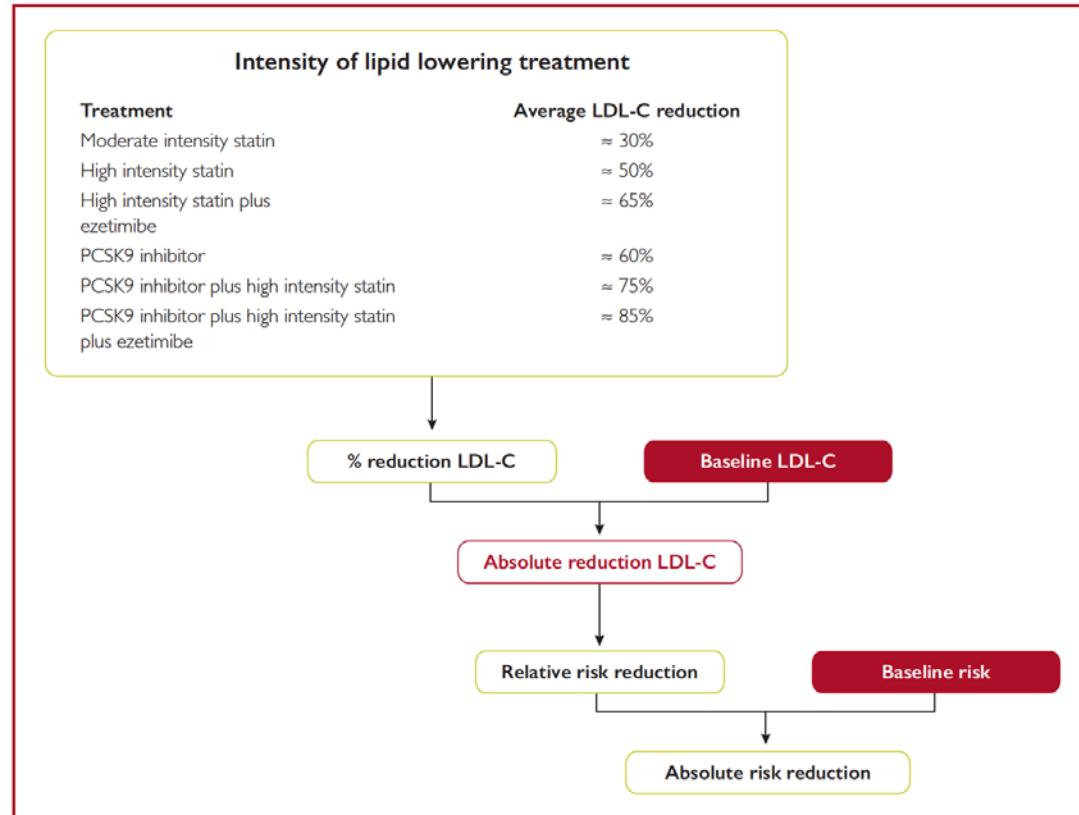 Intensity of lipid lowering treatment
Treatment Average LDL-C reduction
Moderate intensity statin ≈ 30%
High intensity statin ≈ 50%
High intensity statin plus ≈ 65%
ezetimibe
PCSK9 inhibitor ≈ 60%
PCSK9 inhibitor plus high intensity statin ≈ 75%
PCSK9 inhibitor plus high intensity statin ≈ 85%
plus ezetimibe
% reduction LDL-C Baseline LDL-C
Absolute reduction LDL-C
Relative risk reduction Baseline risk
Absolute risk reduction